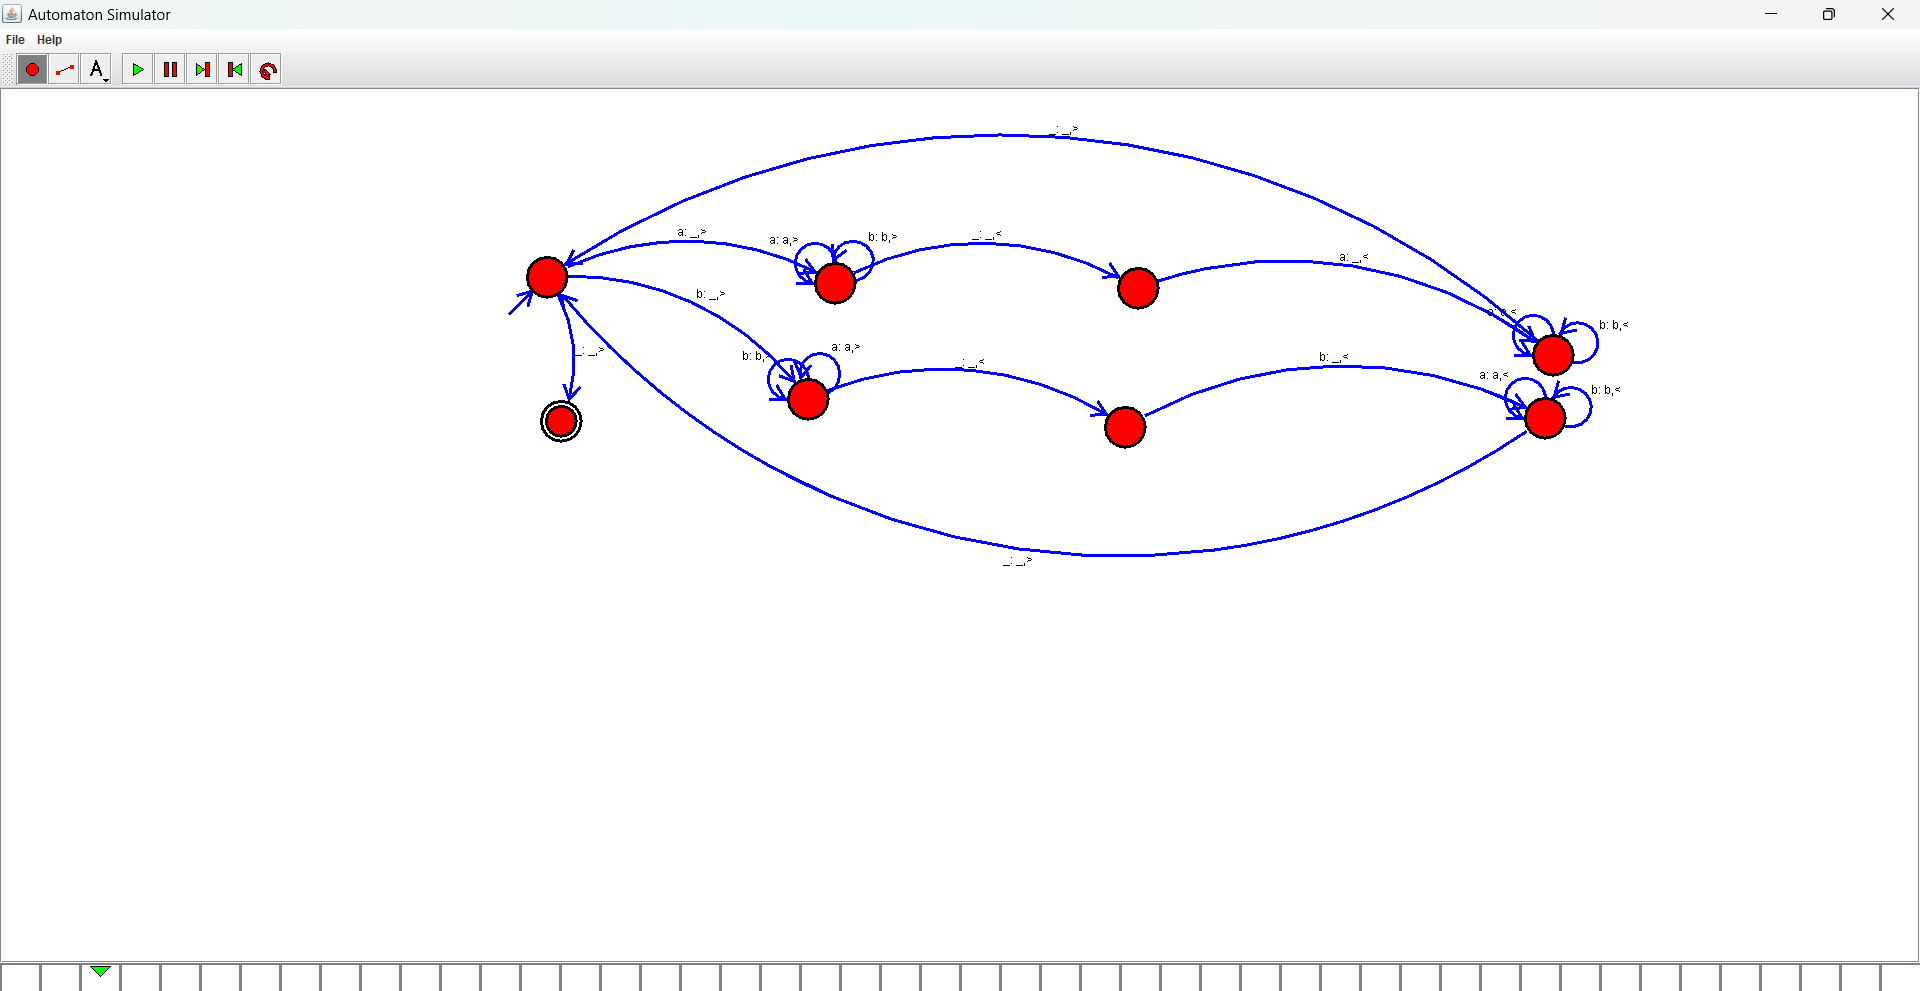 Automaton Simulator
File Help
A
_: _,>
a: _,>
a: a,>
b: b,>
_: _,<
a: _,<
b: _,>
b: b,<
_: _,>
b: b,
a: a,>
_: _,<
b: _,<
a: a,<
b: b,<
_: _,>